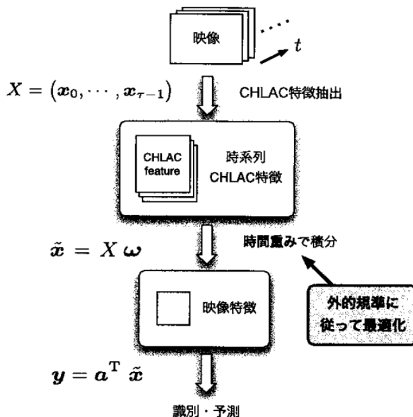 映像
t
X = (x₀, ⋯, x_{τ−1})
CHLAC特徴抽出
CHLAC
feature
時系列
CHLAC特徴
x̃ = X ω
時間重みで積分
外的規準に
従って最適化
映像特徴
y = aᵀ x̃
識別・予測